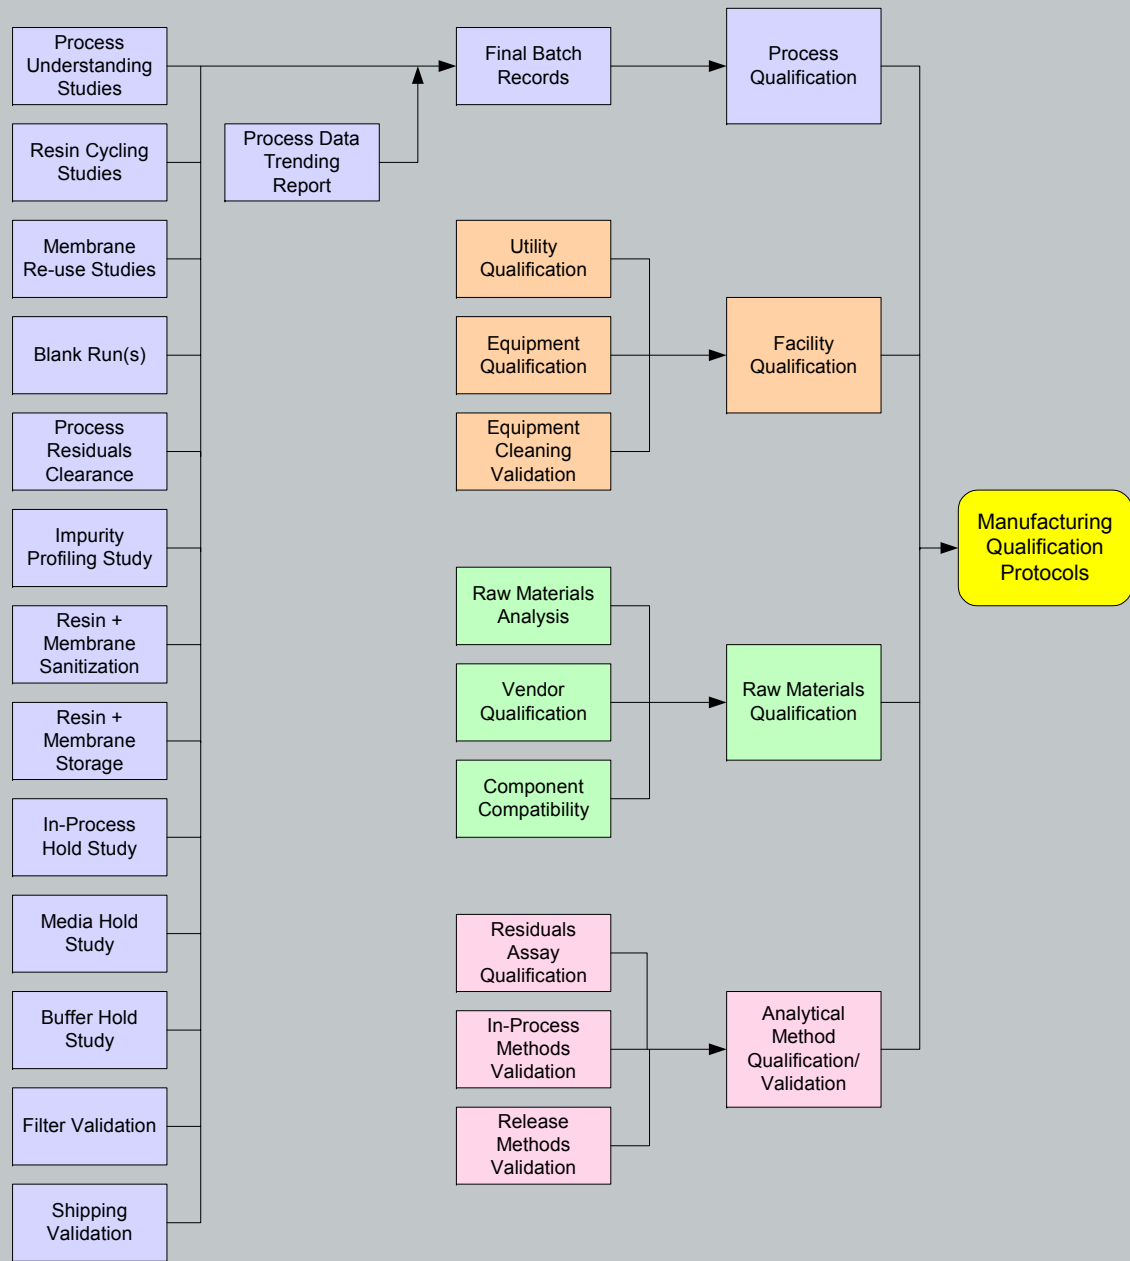 Process
Understanding
Studies
Resin Cycling
Studies
Membrane
Re-use Studies
Blank Run(s)
Process
Residuals
Clearance
Impurity
Profiling Study
Resin +
Membrane
Sanitization
Resin +
Membrane
Storage
In-Process
Hold Study
Media Hold
Study
Buffer Hold
Study
Filter Validation
Shipping
Validation
Process Data
Trending
Report
Final Batch
Records
Process
Qualification
Utility
Qualification
Equipment
Qualification
Equipment
Cleaning
Validation
Facility
Qualification
Raw Materials
Analysis
Vendor
Qualification
Component
Compatibility
Raw Materials
Qualification
Residuals
Assay
Qualification
In-Process
Methods
Validation
Release
Methods
Validation
Analytical
Method
Qualification/
Validation
Manufacturing
Qualification
Protocols